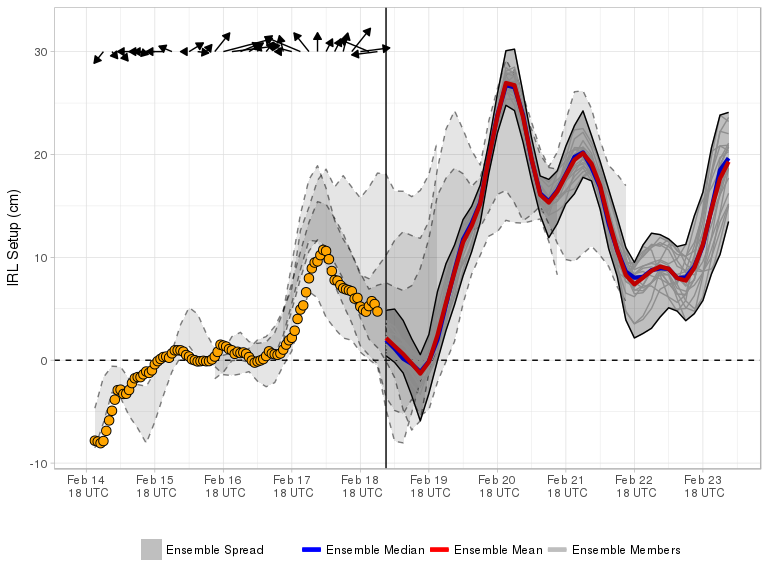 IRL Setup (cm)
30
20
10
0
-10
Feb 14 Feb 15 Feb 16 Feb 17 Feb 18 Feb 19 Feb 20 Feb 21 Feb 22 Feb 23
18 UTC 18 UTC 18 UTC 18 UTC 18 UTC 18 UTC 18 UTC 18 UTC 18 UTC 18 UTC
Ensemble Spread Ensemble Median Ensemble Mean Ensemble Members